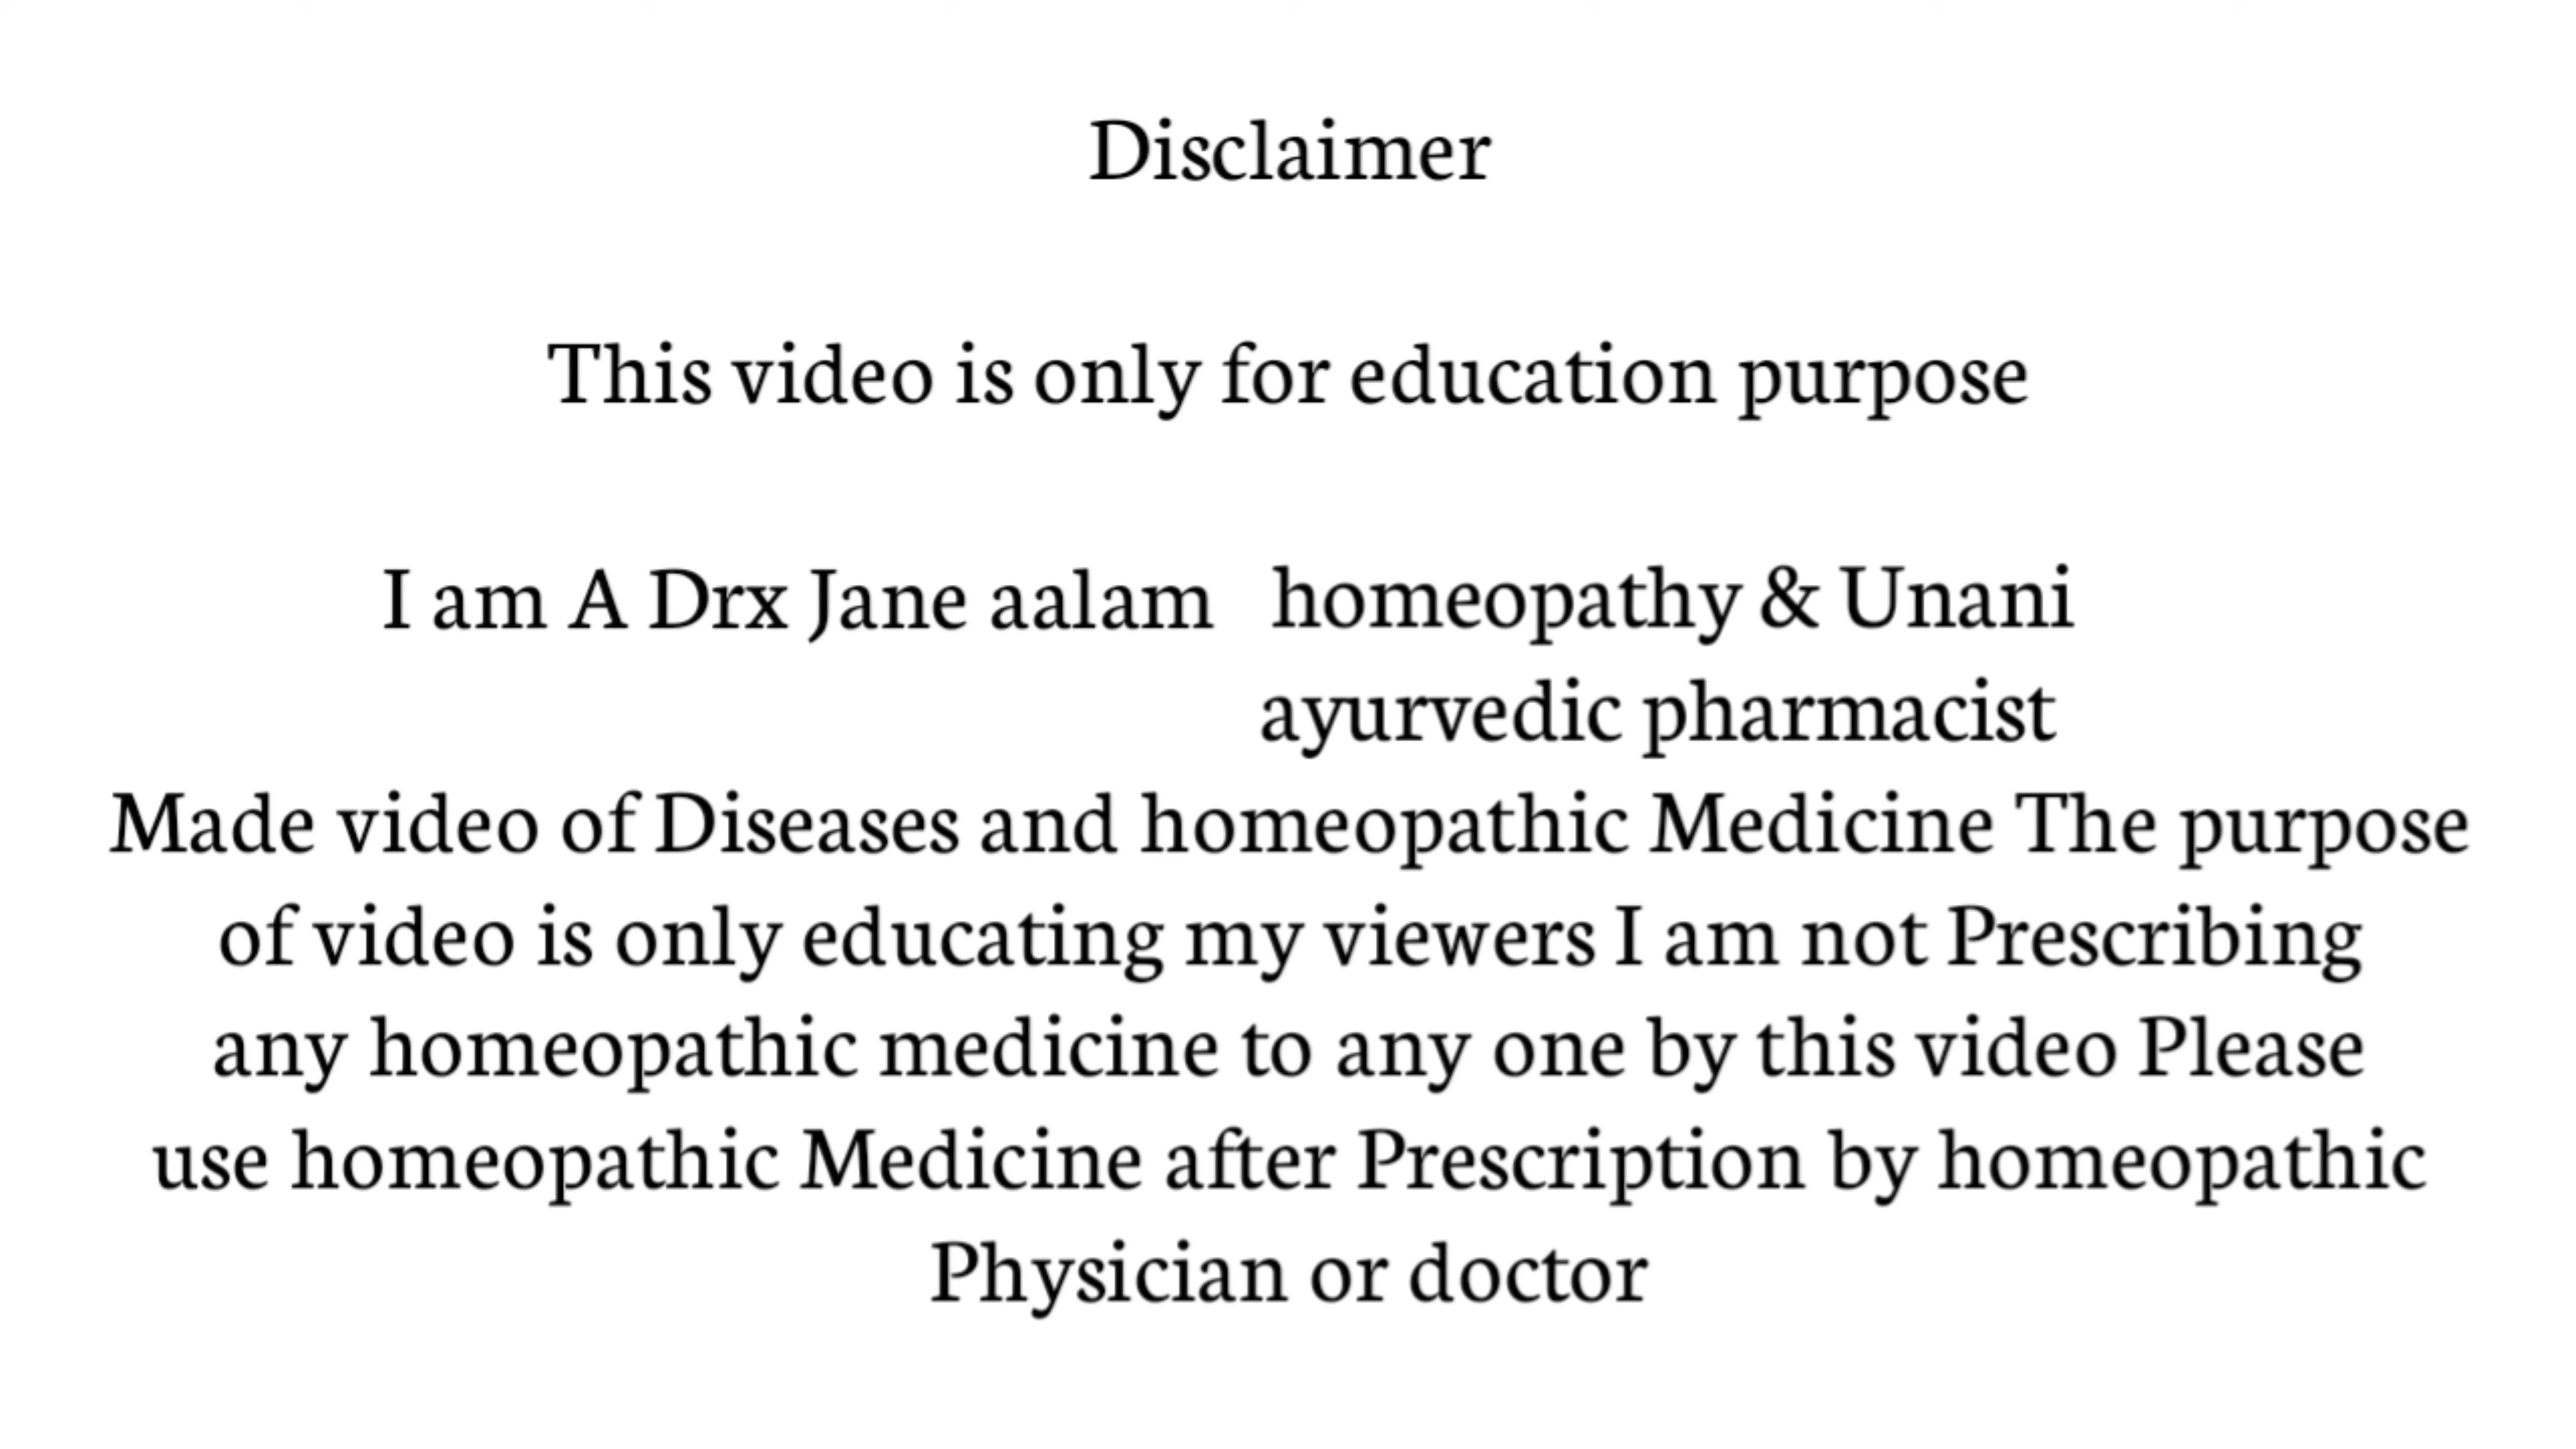 Disclaimer
This video is only for education purpose
I am A Drx Jane aalam homeopathy & Unani
ayurvedic pharmacist
Made video of Diseases and homeopathic Medicine The purpose
of video is only educating my viewers I am not Prescribing
any homeopathic medicine to any one by this video Please
use homeopathic Medicine after Prescription by homeopathic
Physician or doctor